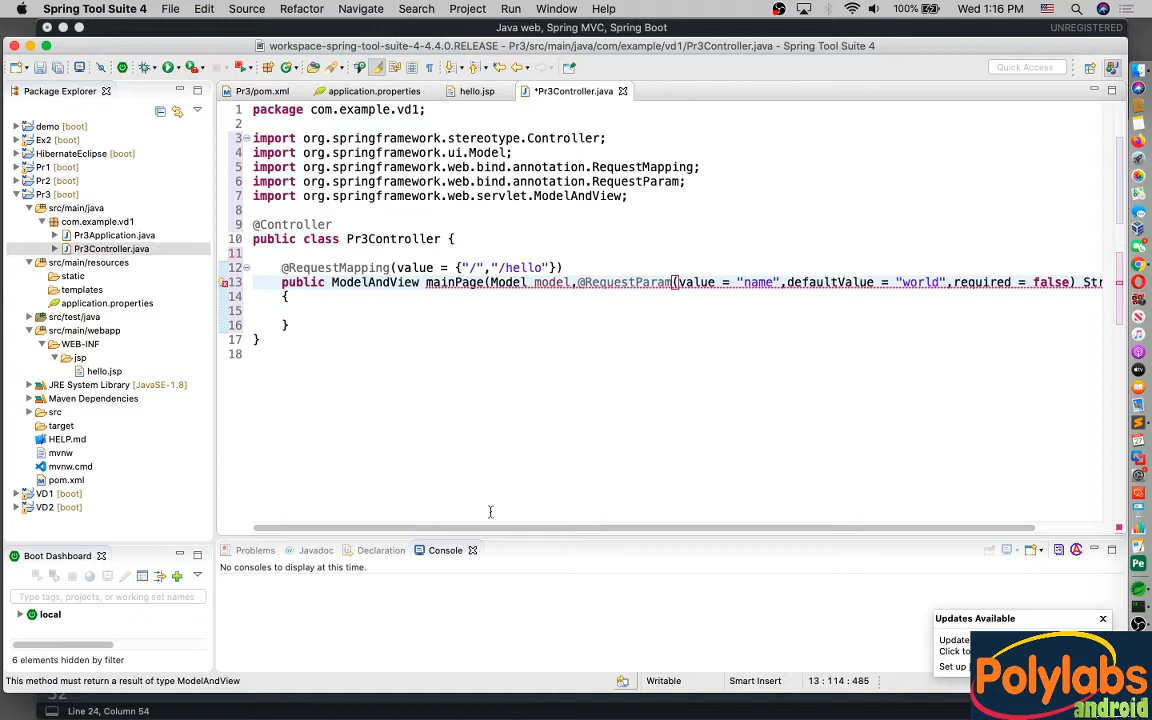 Spring Tool Suite 4 File Edit Source Refactor Navigate Search Project Run Window Help 100% Wed 1:16 PM
Java web, Spring MVC, Spring Boot UNREGISTERED
workspace-spring-tool-suite-4-4.4.0.RELEASE - Pr3/src/main/java/com/example/vd1/Pr3Controller.java - Spring Tool Suite 4
Quick Access
Package Explorer
demo [boot]
Ex2 [boot]
HibernateEclipse [boot]
Pr1 [boot]
Pr2 [boot]
Pr3 [boot]
src/main/java
com.example.vd1
Pr3Application.java
Pr3Controller.java
src/main/resources
static
templates
application.properties
src/test/java
src/main/webapp
WEB-INF
jsp
hello.jsp
JRE System Library [JavaSE-1.8]
Maven Dependencies
src
target
HELP.md
mvnw
mvnw.cmd
pom.xml
VD1 [boot]
VD2 [boot]
Pr3/pom.xml application.properties hello.jsp *Pr3Controller.java
1 package com.example.vd1;
2
3 import org.springframework.stereotype.Controller;
4 import org.springframework.ui.Model;
5 import org.springframework.web.bind.annotation.RequestMapping;
6 import org.springframework.web.bind.annotation.RequestParam;
7 import org.springframework.web.servlet.ModelAndView;
8
9 @Controller
10 public class Pr3Controller {
11
12 @RequestMapping(value = {"/","/hello"})
13 public ModelAndView mainPage(Model model,@RequestParam(value = "name",defaultValue = "world",required = false) Str
14 {
15
16 }
17 }
18
Boot Dashboard
Type tags, projects, or working set names
local
6 elements hidden by filter
Problems Javadoc Declaration Console
No consoles to display at this time.
Updates Available
Update
Click to
Set up
This method must return a result of type ModelAndView Writable Smart Insert 13 : 114 : 485
Line 24, Column 54
Polylabs
android